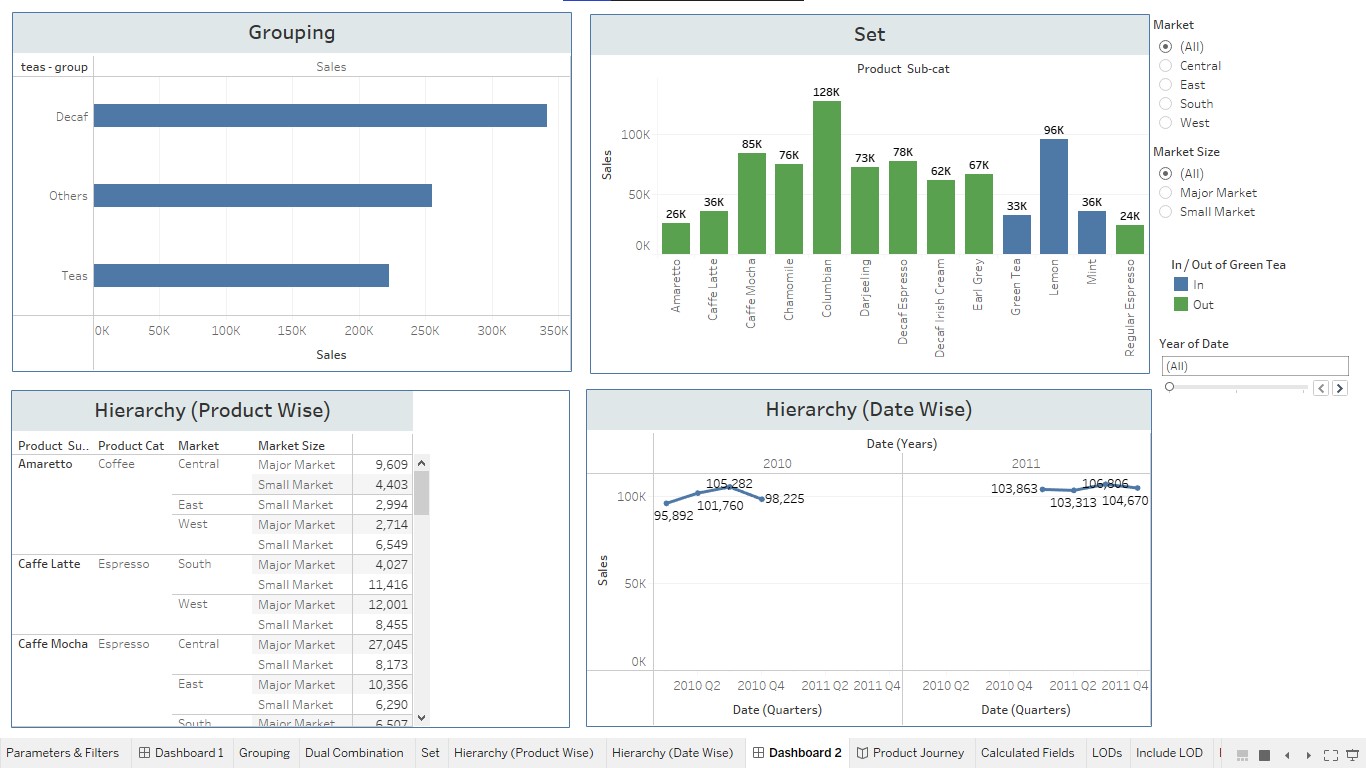 Grouping
teas - group
Sales
Decaf
Others
Teas
0K 50K 100K 150K 200K 250K 300K 350K
Sales
Set
Product Sub-cat
Sales
100K
50K
0K
26K 36K 85K 76K 128K 73K 78K 62K 67K 33K 96K 36K 24K
Amaretto
Caffe Latte
Caffe Mocha
Chamomile
Columbian
Darjeeling
Decaf Espresso
Decaf Irish Cream
Earl Grey
Green Tea
Lemon
Mint
Regular Espresso
Market
(All)
Central
East
South
West
Market Size
(All)
Major Market
Small Market
In / Out of Green Tea
In
Out
Year of Date
(All)
Hierarchy (Product Wise)
Product Su.. Product Cat Market Market Size
Amaretto Coffee Central Major Market 9,609
Small Market 4,403
East Small Market 2,994
West Major Market 2,714
Small Market 6,549
Caffe Latte Espresso South Major Market 4,027
Small Market 11,416
West Major Market 12,001
Small Market 8,455
Caffe Mocha Espresso Central Major Market 27,045
Small Market 8,173
East Major Market 10,356
Small Market 6,290
South Major Market 6,507
Hierarchy (Date Wise)
Date (Years)
2010 2011
Sales
100K
50K
0K
95,892 101,760 105,282 98,225
103,863 103,313 106,806 104,670
2010 Q2 2010 Q4 2011 Q2 2011 Q4 2010 Q2 2010 Q4 2011 Q2 2011 Q4
Date (Quarters) Date (Quarters)
Parameters & Filters Dashboard 1 Grouping Dual Combination Set Hierarchy (Product Wise) Hierarchy (Date Wise) Dashboard 2 Product Journey Calculated Fields LODs Include LOD